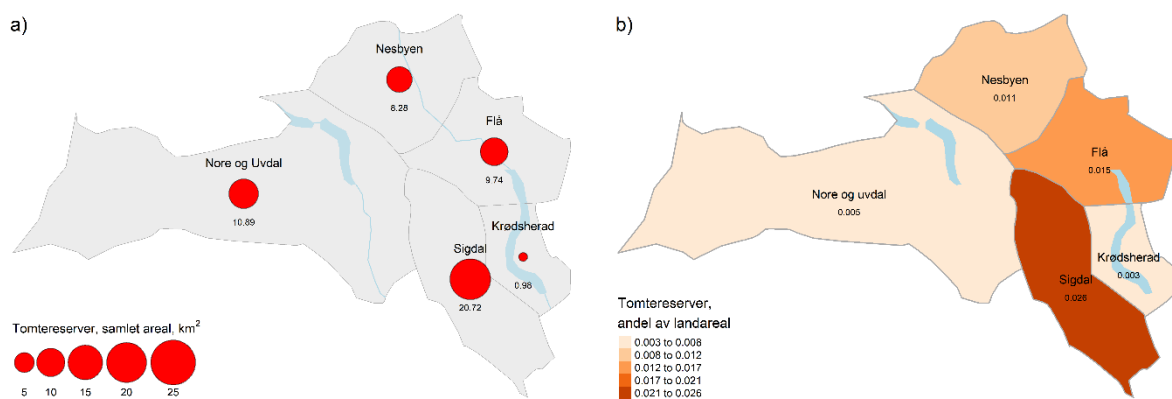 a)
Nesbyen
8.28
Flå
9.74
Nore og Uvdal
10.89
Krødsherad
0.98
Sigdal
20.72
Tomtereserver, samlet areal, km²
5 10 15 20 25
b)
Nesbyen
0.011
Flå
0.015
Nore og uvdal
0.005
Krødsherad
0.003
Sigdal
0.026
Tomtereserver,
andel av landareal
0.003 to 0.008
0.008 to 0.012
0.012 to 0.017
0.017 to 0.021
0.021 to 0.026